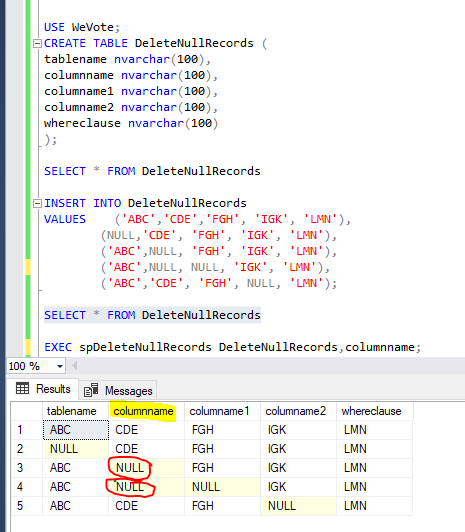 USE WeVote;
CREATE TABLE DeleteNullRecords (
tablename nvarchar(100),
columnname nvarchar(100),
columname1 nvarchar(100),
columname2 nvarchar(100),
whereclause nvarchar(100)
);
SELECT * FROM DeleteNullRecords
INSERT INTO DeleteNullRecords
VALUES ('ABC','CDE','FGH', 'IGK', 'LMN'),
(NULL,'CDE', 'FGH', 'IGK', 'LMN'),
('ABC',NULL, 'FGH', 'IGK', 'LMN'),
('ABC',NULL, NULL, 'IGK', 'LMN'),
('ABC','CDE', 'FGH', NULL, 'LMN');
SELECT * FROM DeleteNullRecords
EXEC spDeleteNullRecords DeleteNullRecords,columnname;
100 %
Results Messages
tablename columnname columname1 columname2 whereclause
1 ABC CDE FGH IGK LMN
2 NULL CDE FGH IGK LMN
3 ABC NULL FGH IGK LMN
4 ABC NULL NULL IGK LMN
5 ABC CDE FGH NULL LMN